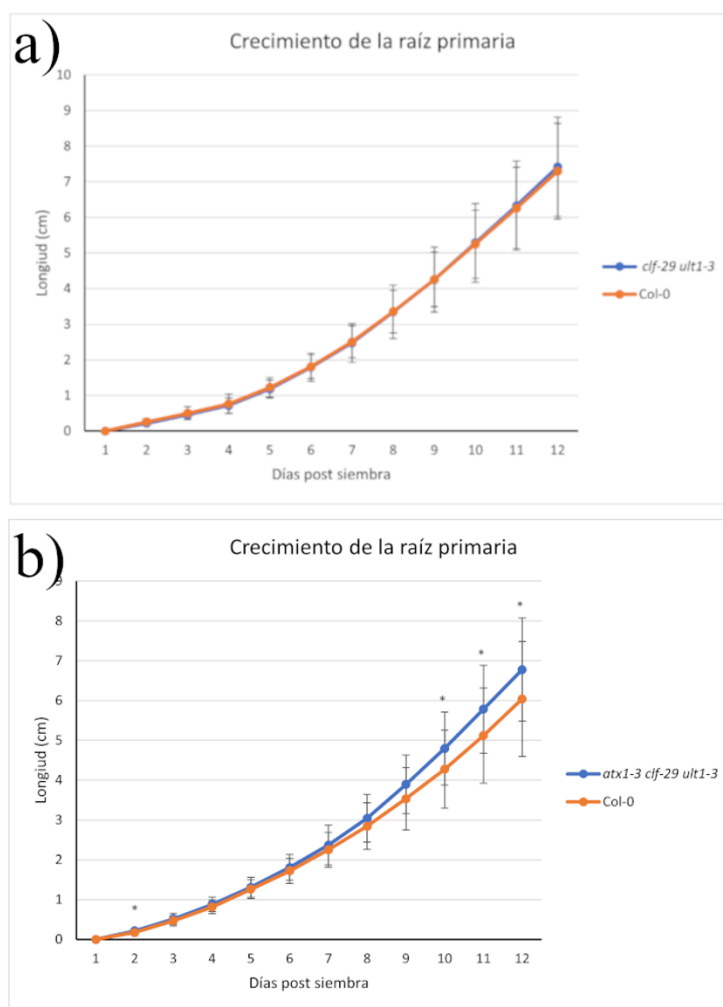 a)
Crecimiento de la raíz primaria
10
9
8
7
6
5
4
3
2
1
0
Longiud (cm)
1 2 3 4 5 6 7 8 9 10 11 12
Días post siembra
clf-29 ult1-3
Col-0
b)
Crecimiento de la raíz primaria
9
8
7
6
5
4
3
2
1
0
Longiud (cm)
* * * *
1 2 3 4 5 6 7 8 9 10 11 12
Días post siembra
atx1-3 clf-29 ult1-3
Col-0